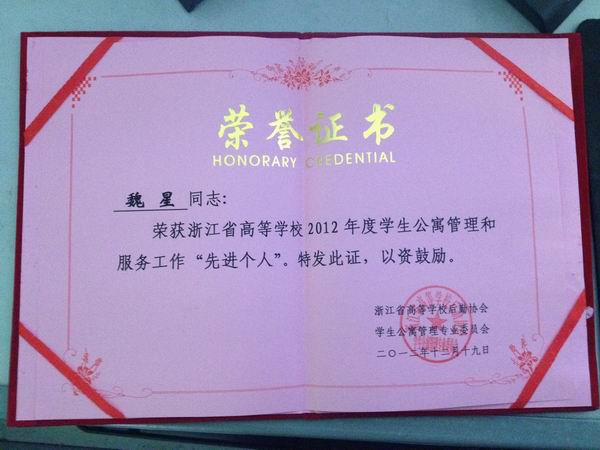 荣誉证书
HONORARY CREDENTIAL
魏 星 同志：
荣获浙江省高等学校2012年度学生公寓管理和
服务工作“先进个人”。特发此证，以资鼓励。
浙江省高等学校后勤协会
学生公寓管理专业委员会
二〇一二年十二月十九日